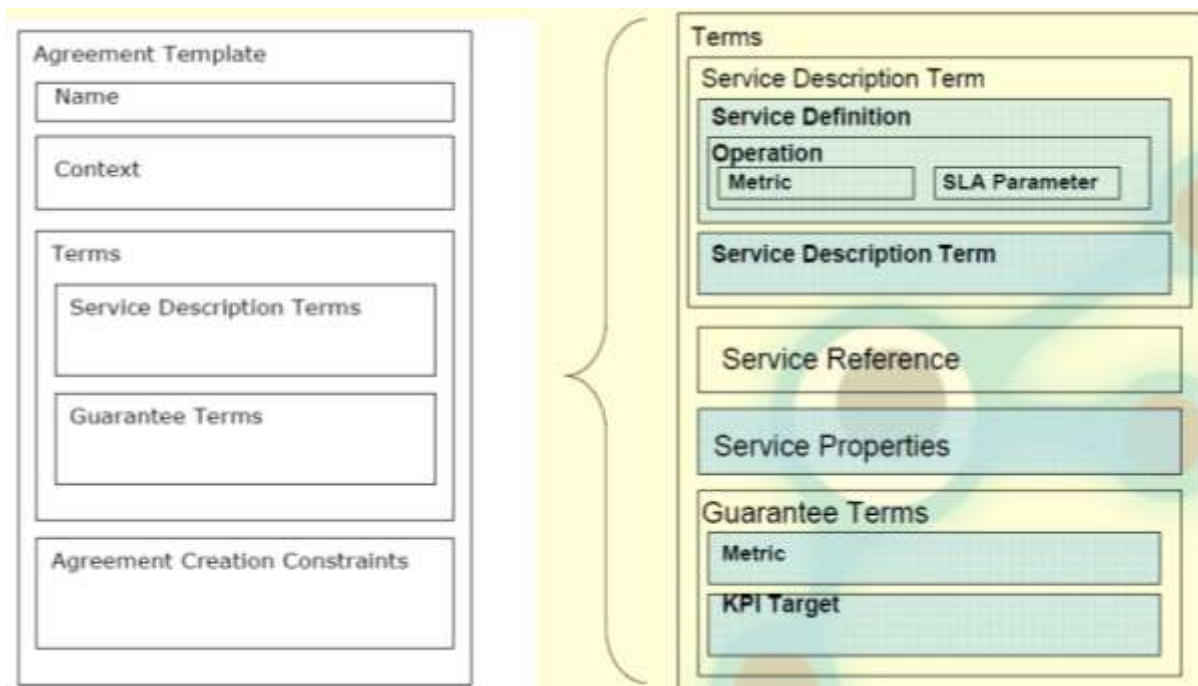 Agreement Template
Name
Context
Terms
Service Description Terms
Guarantee Terms
Agreement Creation Constraints
Terms
Service Description Term
Service Definition
Operation
Metric
SLA Parameter
Service Description Term
Service Reference
Service Properties
Guarantee Terms
Metric
KPI Target